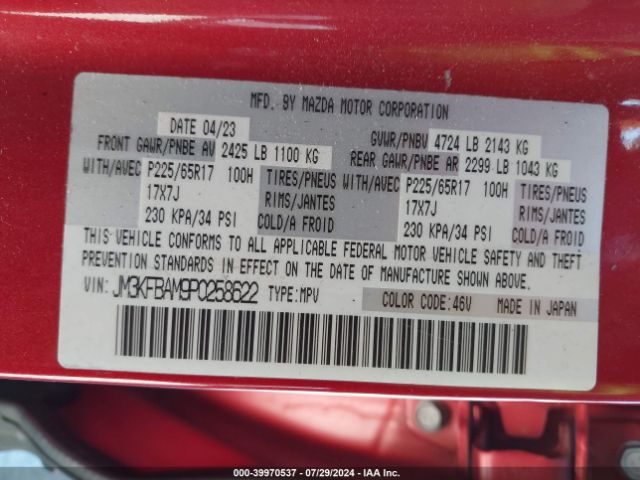 MFD. BY MAZDA MOTOR CORPORATION
DATE 04/23 GVWR/PNBV 4724 LB 2143 KG
FRONT GAWR/PNBE AV 2425 LB 1100 KG REAR GAWR/PNBE AR 2299 LB 1043 KG
WITH/AVEC P225/65R17 100H TIRES/PNEUS WITH/AVEC P225/65R17 100H TIRES/PNEUS
17X7J RIMS/JANTES 17X7J RIMS/JANTES
230 KPA/34 PSI COLD/A FROID 230 KPA/34 PSI COLD/A FROID
THIS VEHICLE CONFORMS TO ALL APPLICABLE FEDERAL MOTOR VEHICLE SAFETY AND THEFT
PREVENTION STANDARDS IN EFFECT ON THE DATE OF MANUFACTURE SHOWN ABOVE.
VIN: JM3KFBAM9P0258622 TYPE:MPV COLOR CODE:46V MADE IN JAPAN
000-39970537 - 07/29/2024 - IAA Inc.